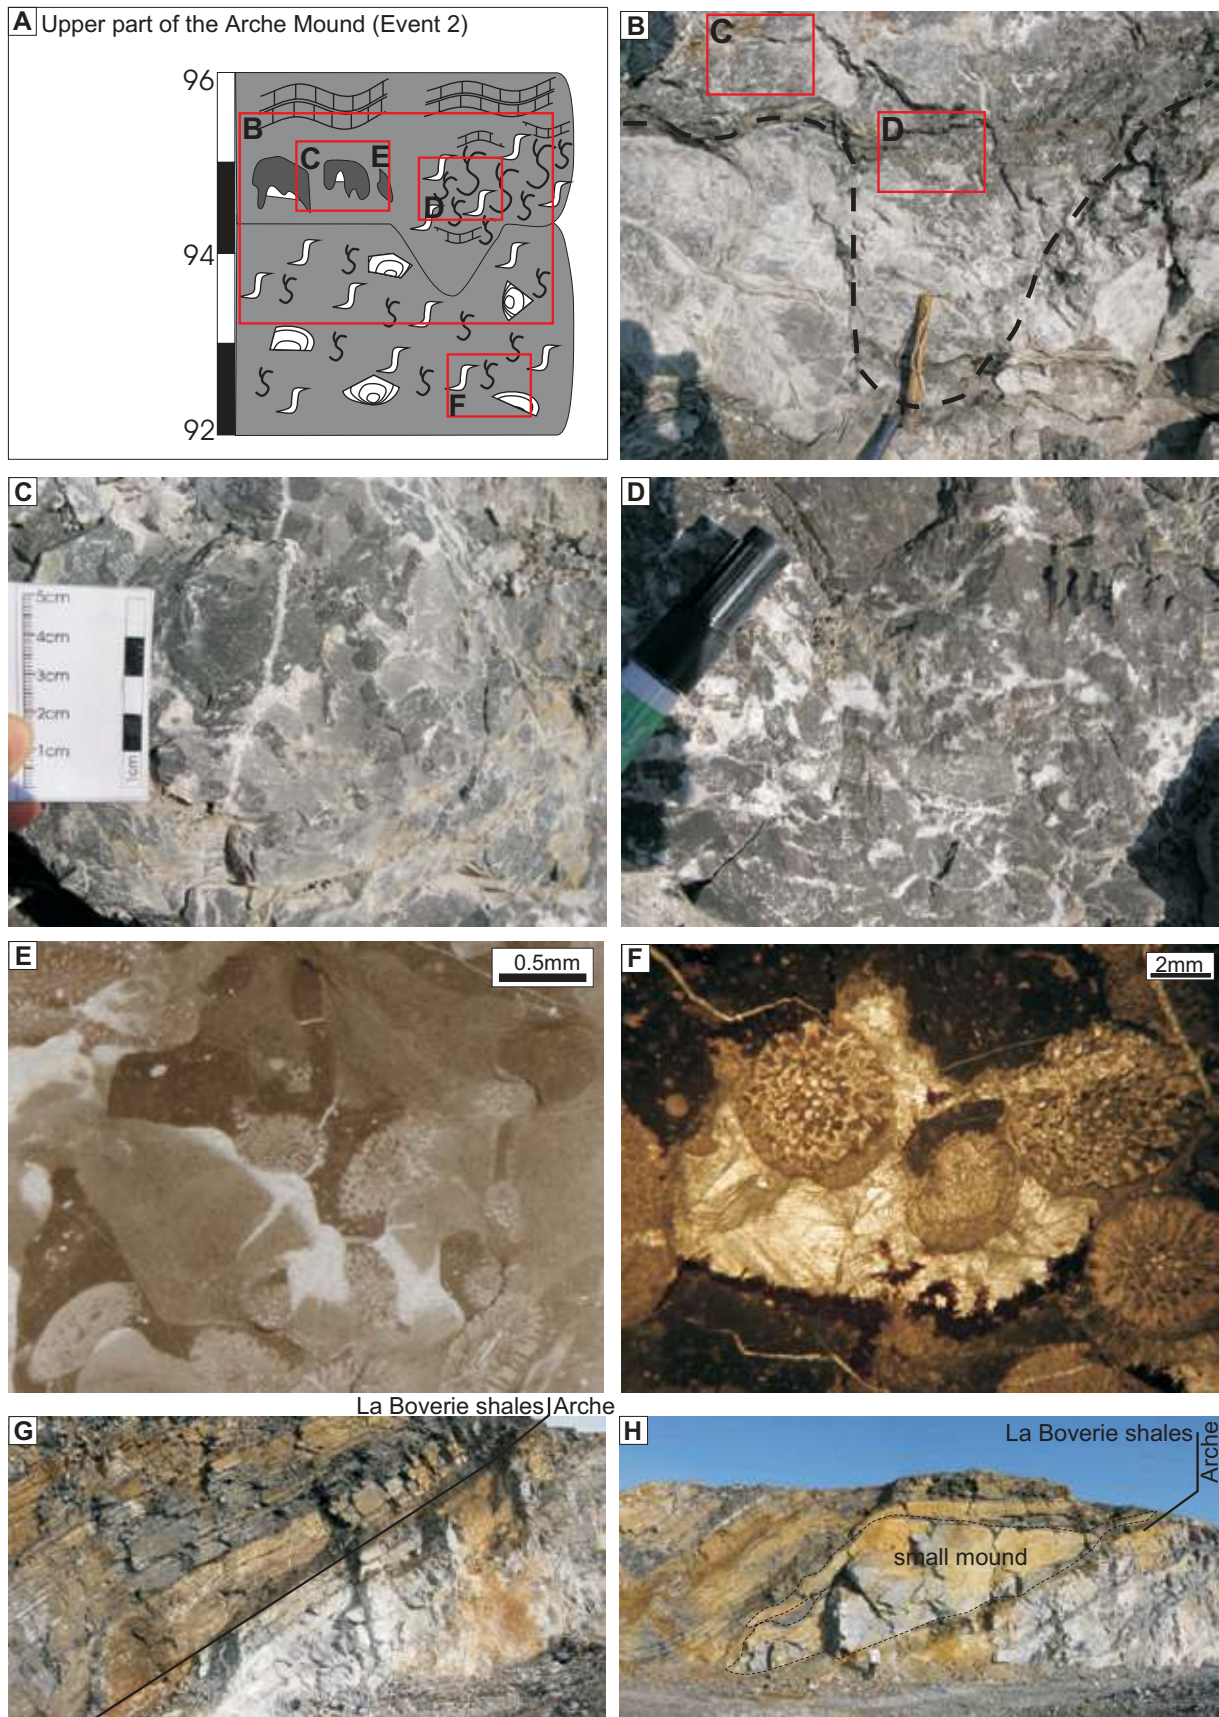 A Upper part of the Arche Mound (Event 2)
96
94
92
B
C
E
D
F
B
C
D
C
5cm
4cm
3cm
2cm
1cm
1cm
D
E
0.5mm
F
2mm
La Boverie shales Arche
G
H
La Boverie shales
Arche
small mound